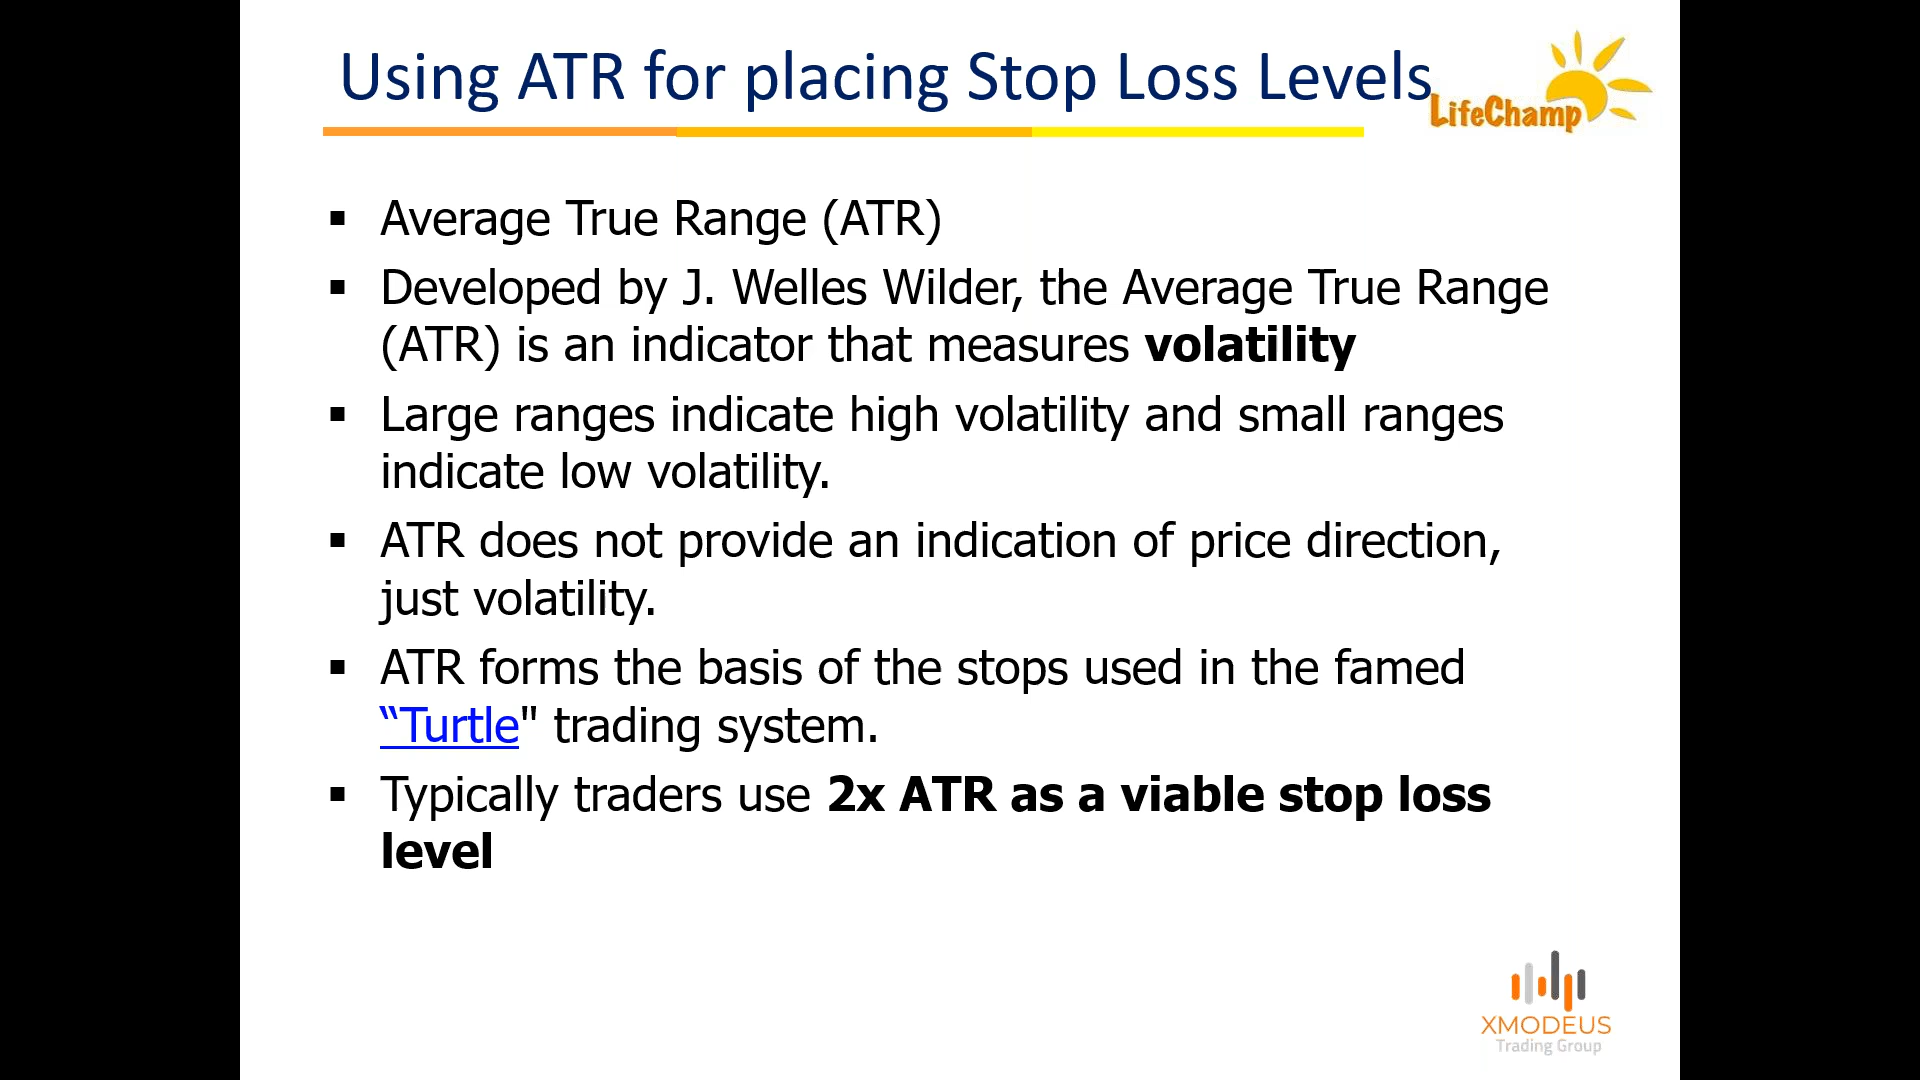 Using ATR for placing Stop Loss Levels
LifeChamp
▪ Average True Range (ATR)
▪ Developed by J. Welles Wilder, the Average True Range
(ATR) is an indicator that measures volatility
▪ Large ranges indicate high volatility and small ranges
indicate low volatility.
▪ ATR does not provide an indication of price direction,
just volatility.
▪ ATR forms the basis of the stops used in the famed
“Turtle" trading system.
▪ Typically traders use 2x ATR as a viable stop loss
level
XMODEUS
Trading Group